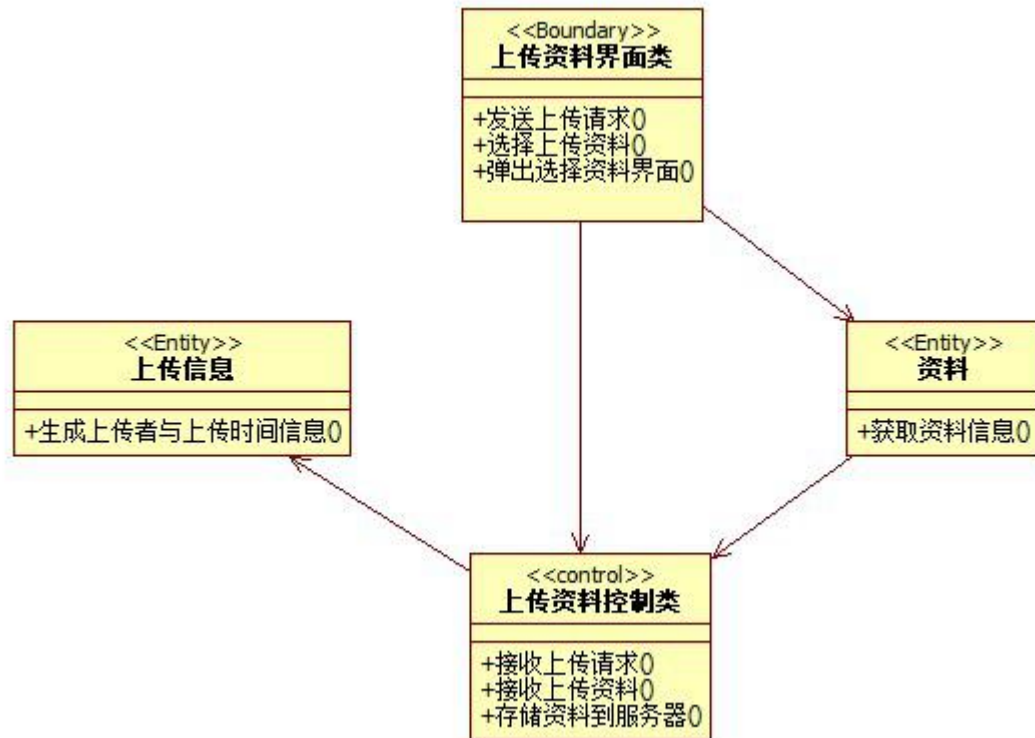 <<Boundary>>
上传资料界面类
+发送上传请求()
+选择上传资料()
+弹出选择资料界面()
<<Entity>>
上传信息
+生成上传者与上传时间信息()
<<Entity>>
资料
+获取资料信息()
<<control>>
上传资料控制类
+接收上传请求()
+接收上传资料()
+存储资料到服务器()